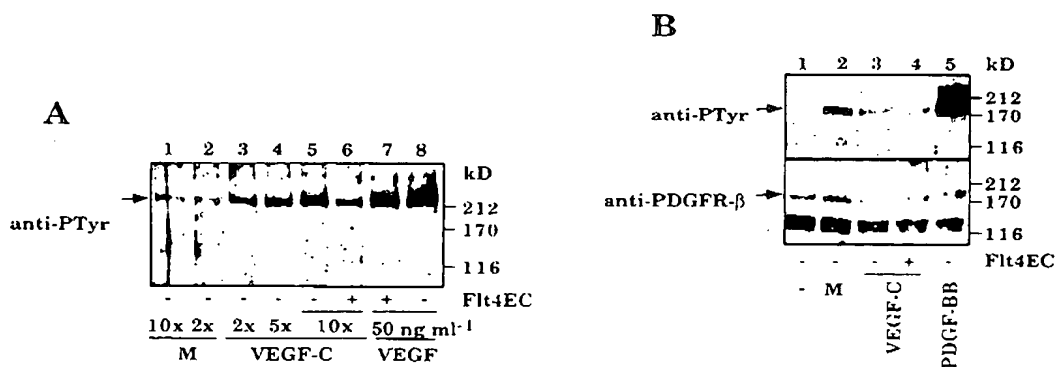 A
1 2 3 4 5 6 7 8
kD
anti-PTyr
212
170
116
- - - - - + + -
Flt4EC
10x 2x 2x 5x 10x 50 ng ml-1
M VEGF-C VEGF
B
1 2 3 4 5 kD
anti-PTyr
212
170
116
anti-PDGFR-β
212
170
116
- - - + - Flt4EC
- M VEGF-C PDGF-BB